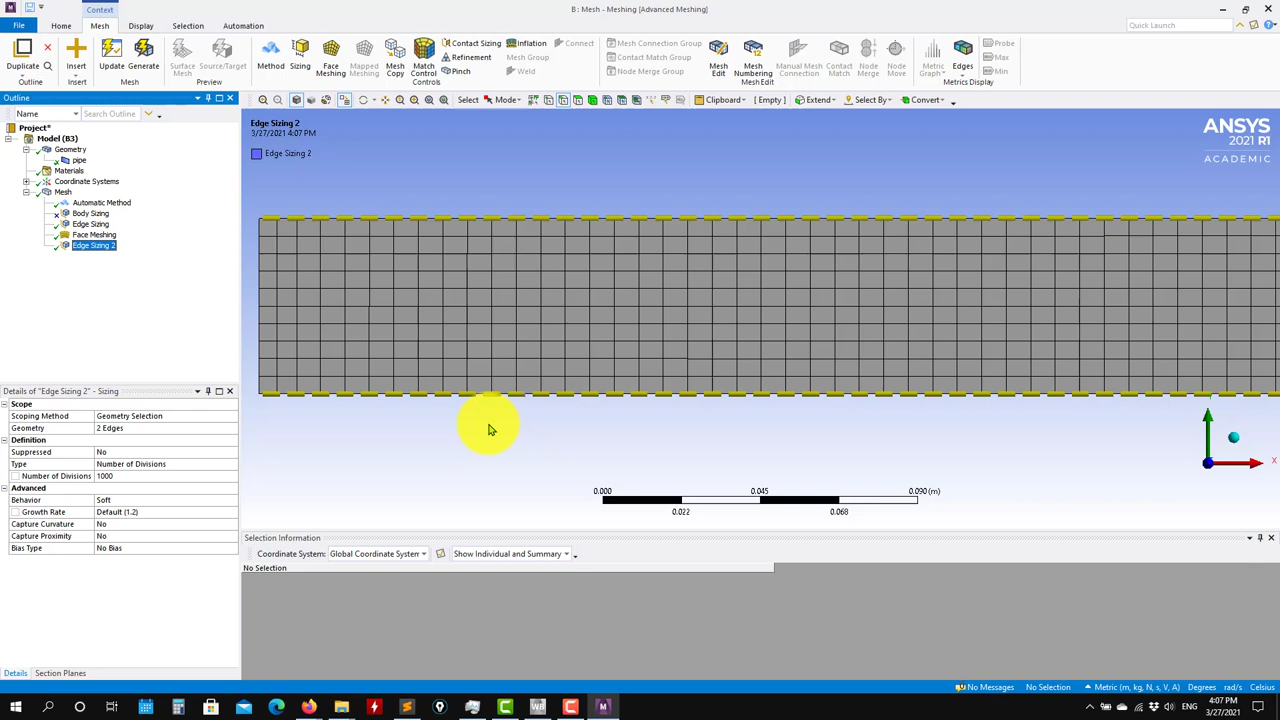 Context
B : Mesh - Meshing [Advanced Meshing]
File Home Mesh Display Selection Automation Quick Launch
Duplicate
Outline
Insert
Insert
Update Generate
Mesh
Surface Mesh Source/Target
Preview
Method Sizing Face Meshing Mapped Meshing Mesh Copy Match Control
Contact Sizing
Refinement
Pinch
Inflation
Mesh Group
Weld
Connect
Controls
Mesh Connection Group
Contact Match Group
Node Merge Group
Mesh Edit Mesh Numbering Manual Mesh Connection Contact Match Node Merge Node Move
Mesh Edit
Mesh Graph Metric Edges
Probe
Max
Min
Metrics Display
Outline
Name Search Outline
Select Mode Clipboard [ Empty ] Extend Select By Convert
Project*
Model (B3)
Geometry
pipe
Materials
Coordinate Systems
Mesh
Automatic Method
Body Sizing
Edge Sizing
Face Meshing
Edge Sizing 2
Edge Sizing 2
3/27/2021 4:07 PM
Edge Sizing 2
ANSYS
2021 R1
ACADEMIC
Details of "Edge Sizing 2" - Sizing
Scope
Scoping Method Geometry Selection
Geometry 2 Edges
Definition
Suppressed No
Type Number of Divisions
Number of Divisions 1000
Advanced
Behavior Soft
Growth Rate Default (1.2)
Capture Curvature No
Capture Proximity No
Bias Type No Bias
X
0.000 0.045 0.090 (m)
0.022 0.068
Selection Information
Coordinate System: Global Coordinate System Show Individual and Summary
No Selection
Details Section Planes
No Messages No Selection Metric (m, kg, N, s, V, A) Degrees rad/s Celsius
ENG 4:07 PM
3/27/2021